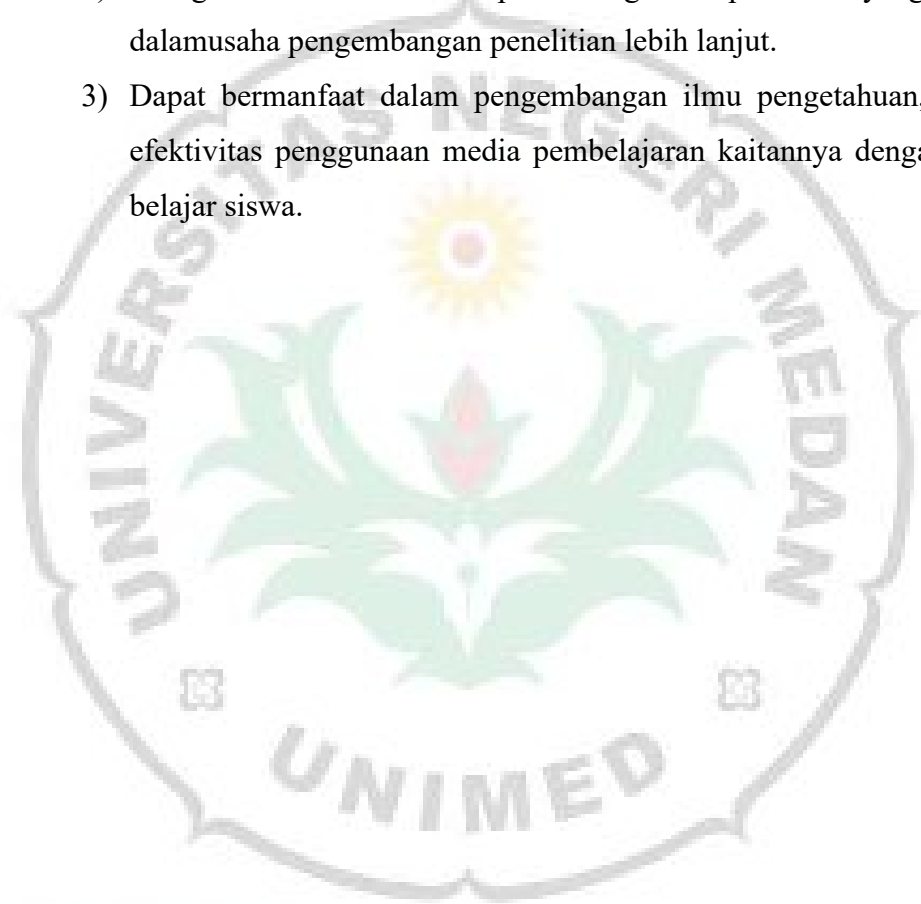 dalamusaha pengembangan penelitian lebih lanjut.
3) Dapat bermanfaat dalam pengembangan ilmu pengetahuan,
efektivitas penggunaan media pembelajaran kaitannya
belajar siswa.
UNIVERSITAS NEGERI MEDAN
UNIMED